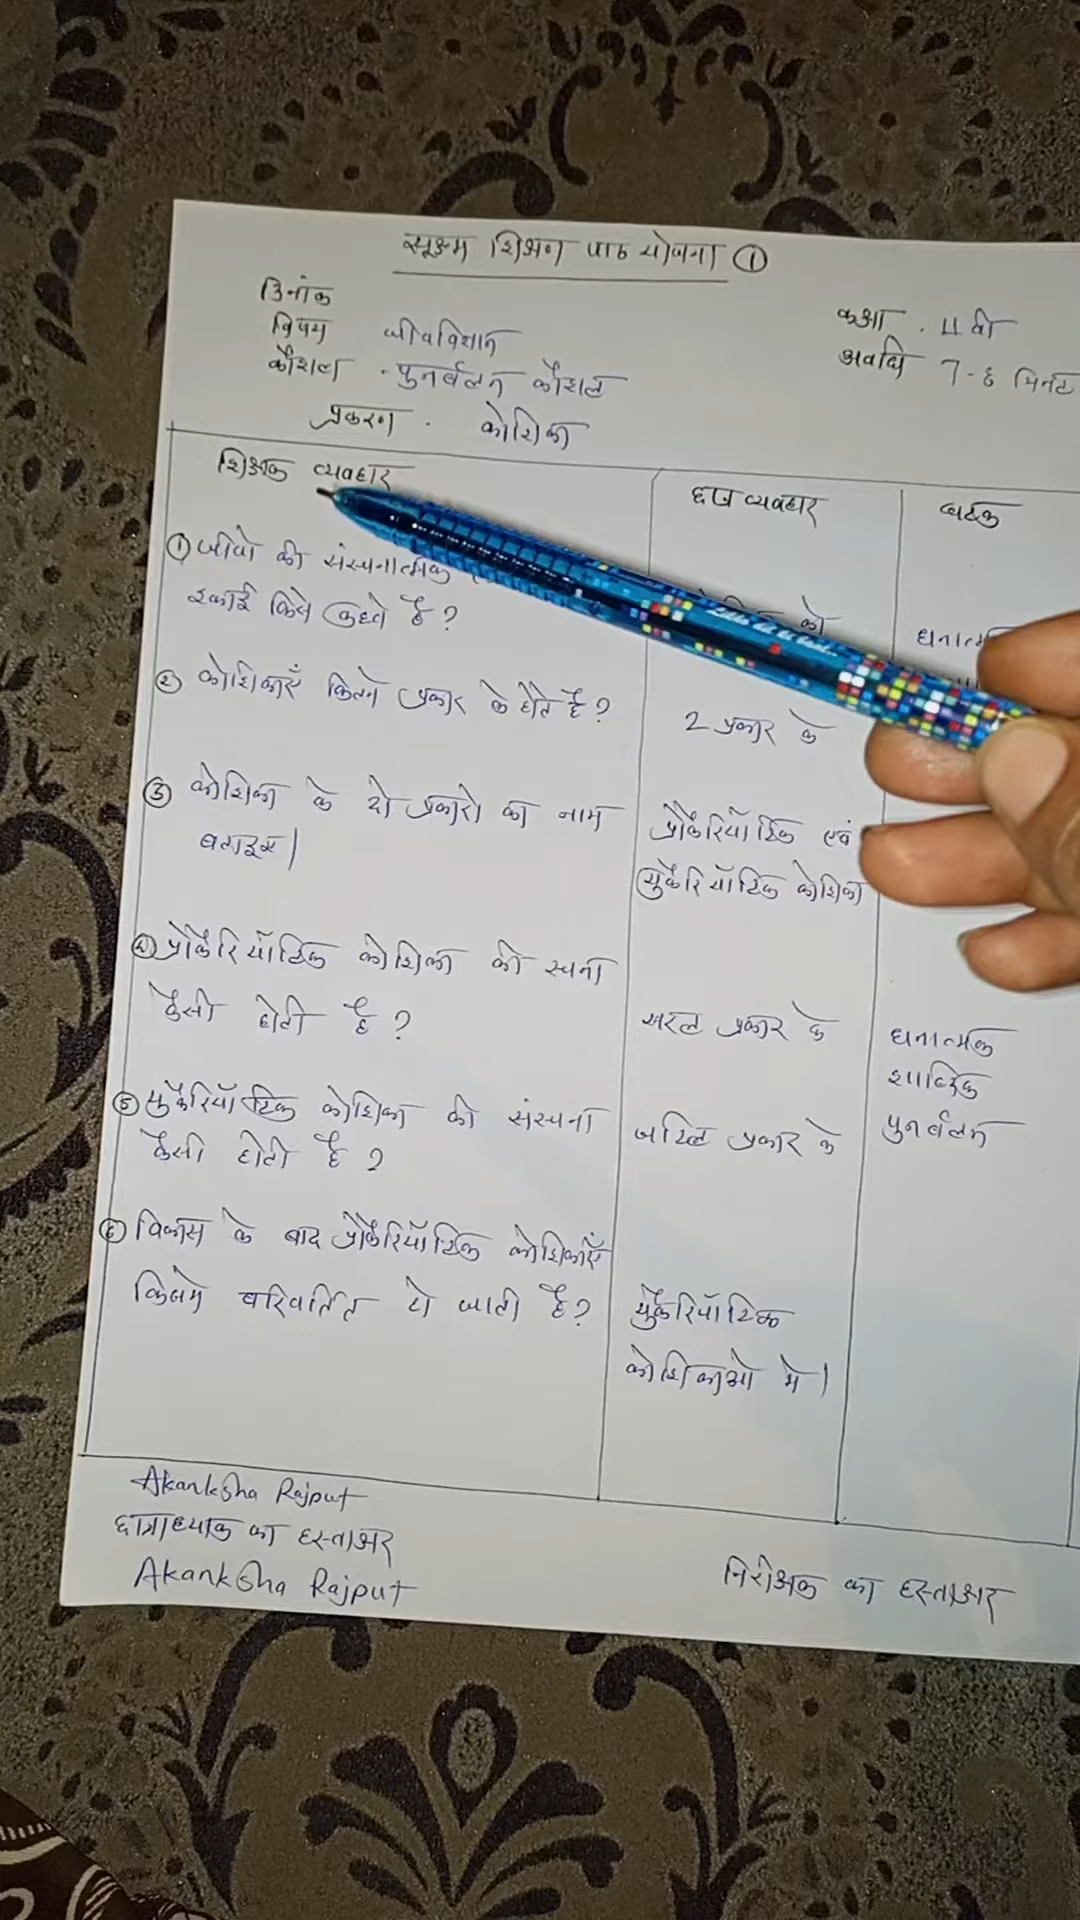 सूक्ष्म शिक्षण पाठ योजना ①
दिनांक
विषय जीवविज्ञान
कक्षा . 11 वी
कौशल - पुनर्बलन कौशल
अवधि 7-8 मिनट
प्रकरण - कोशिका
शिक्षक व्यवहार
छात्र व्यवहार
घटक
① जीवो की संरचनात्मक
इकाई किसे कहते है?
को
② कोशिकाएँ कितने प्रकार के होते है?
2 प्रकार के
③ कोशिका के दो प्रकारो का नाम
बताइए।
प्रोकैरियॉटिक एवं
युकैरियॉटिक कोशिका
④ प्रोकैरियॉटिक कोशिका की रचना
कैसी होती है?
सरल प्रकार के
धनात्मक
शाब्दिक
पुनर्बलन
⑤ युकैरियॉटिक कोशिका की संरचना
कैसी होती है?
जटिल प्रकार के
⑥ विकास के बाद प्रोकैरियॉटिक कोशिकाएँ
किसमे परिवर्तित हो जाती है?
युकैरियॉटिक
कोशिकाओ मे।
Akanksha Rajput
छात्राध्यापक का हस्ताक्षर
Akanksha Rajput
निरीक्षक का हस्ताक्षर